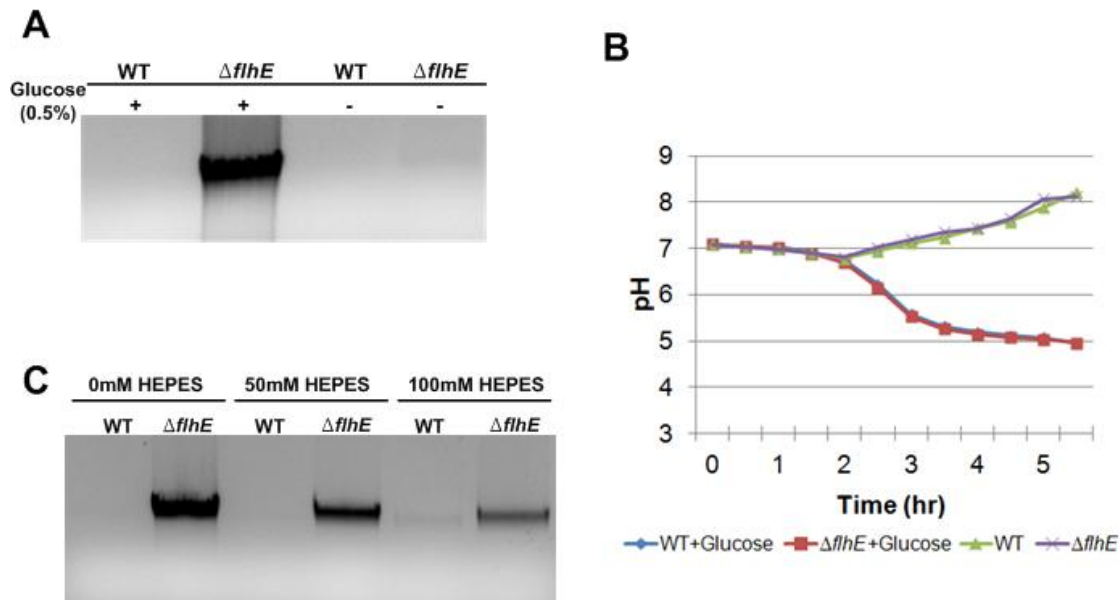 A
WT ΔflhE WT ΔflhE
Glucose
(0.5%) + + - -
B
9
8
7
6
5
4
3
pH
0 1 2 3 4 5
Time (hr)
WT+Glucose ΔflhE+Glucose WT ΔflhE
C
0mM HEPES 50mM HEPES 100mM HEPES
WT ΔflhE WT ΔflhE WT ΔflhE